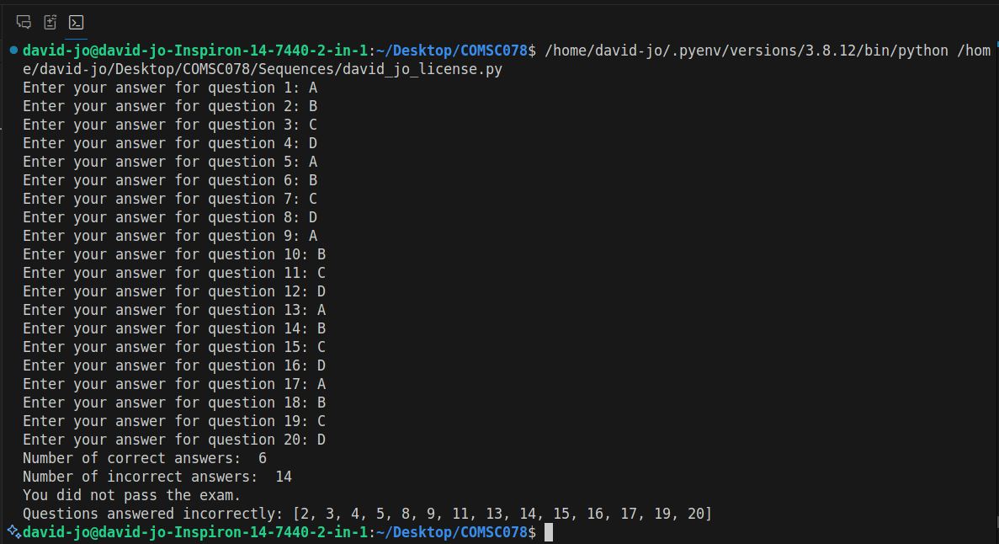 david-jo@david-jo-Inspiron-14-7440-2-in-1:~/Desktop/COMSC078$ /home/david-jo/.pyenv/versions/3.8.12/bin/python /hom
e/david-jo/Desktop/COMSC078/Sequences/david_jo_license.py
Enter your answer for question 1: A
Enter your answer for question 2: B
Enter your answer for question 3: C
Enter your answer for question 4: D
Enter your answer for question 5: A
Enter your answer for question 6: B
Enter your answer for question 7: C
Enter your answer for question 8: D
Enter your answer for question 9: A
Enter your answer for question 10: B
Enter your answer for question 11: C
Enter your answer for question 12: D
Enter your answer for question 13: A
Enter your answer for question 14: B
Enter your answer for question 15: C
Enter your answer for question 16: D
Enter your answer for question 17: A
Enter your answer for question 18: B
Enter your answer for question 19: C
Enter your answer for question 20: D
Number of correct answers:  6
Number of incorrect answers:  14
You did not pass the exam.
Questions answered incorrectly: [2, 3, 4, 5, 8, 9, 11, 13, 14, 15, 16, 17, 19, 20]
david-jo@david-jo-Inspiron-14-7440-2-in-1:~/Desktop/COMSC078$